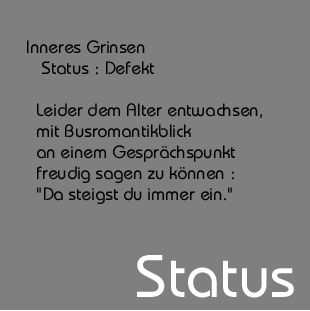 Inneres Grinsen
Status : Defekt
Leider dem Alter entwachsen,
mit Busromantikblick
an einem Gesprächspunkt
freudig sagen zu können :
"Da steigst du immer ein."
Status